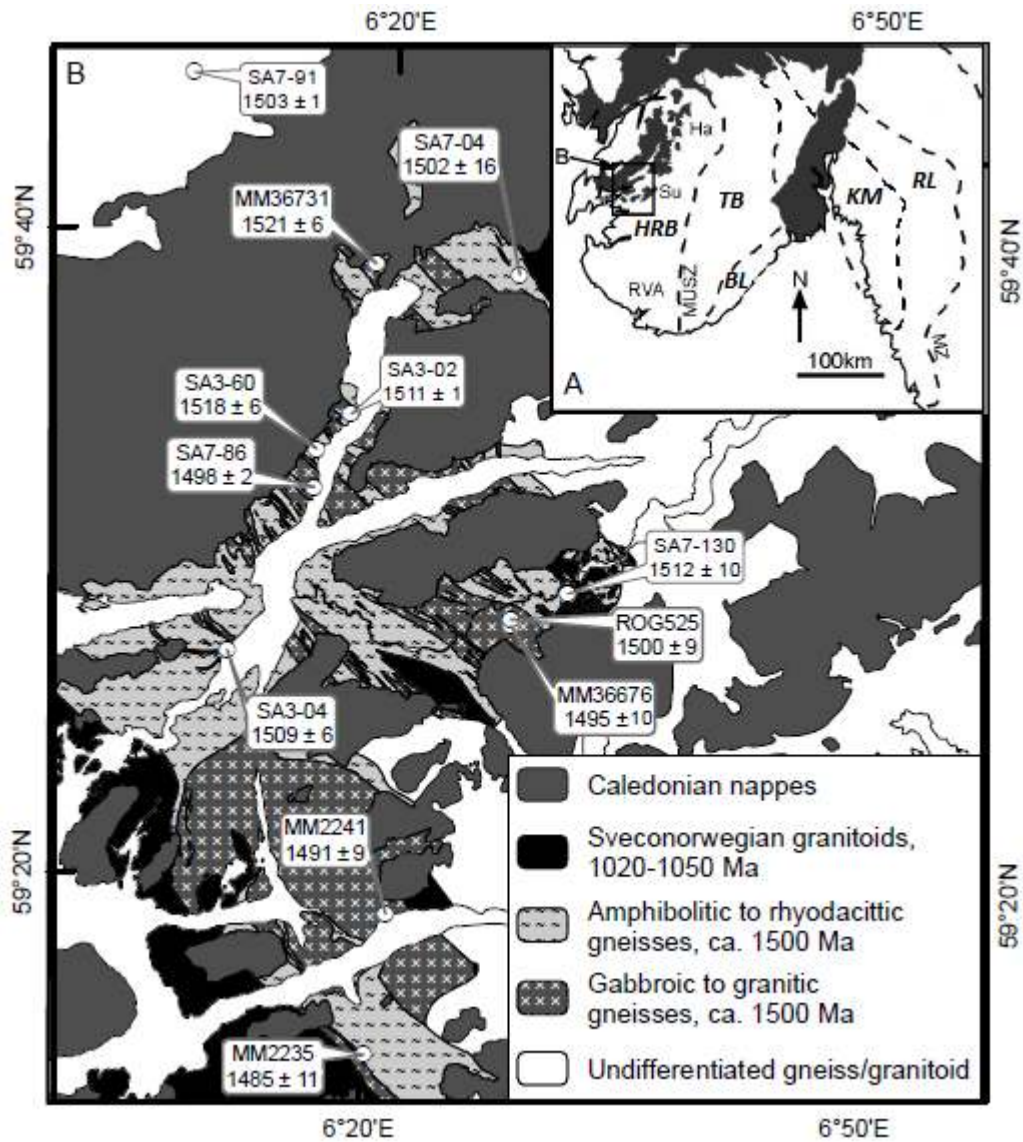 6°20'E
6°50'E
B
SA7-91
1503 ± 1
SA7-04
1502 ± 16
MM36731
1521 ± 6
59°40'N
59°40'N
Ha
B
Su
TB
KM
RL
HRB
RVA
MUSZ
BL
N
MZ
100km
A
SA3-60
1518 ± 6
SA3-02
1511 ± 1
SA7-86
1498 ± 2
SA7-130
1512 ± 10
ROG525
1500 ± 9
MM36676
1495 ±10
SA3-04
1509 ± 6
MM2241
1491 ±9
59°20'N
59°20'N
MM2235
1485 ± 11
Caledonian nappes
Sveconorwegian granitoids,
1020-1050 Ma
Amphibolitic to rhyodacittic
gneisses, ca. 1500 Ma
Gabbroic to granitic
gneisses, ca. 1500 Ma
Undifferentiated gneiss/granitoid
6°20'E
6°50'E